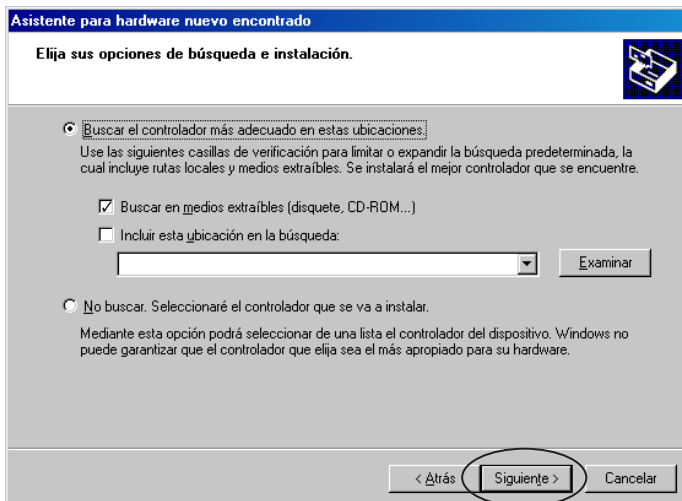 Asistente para hardware nuevo encontrado
Elija sus opciones de búsqueda e instalación.
Buscar el controlador más adecuado en estas ubicaciones.
Use las siguientes casillas de verificación para limitar o expandir la búsqueda predeterminada, la
cual incluye rutas locales y medios extraíbles. Se instalará el mejor controlador que se encuentre.
Buscar en medios extraíbles (disquete, CD-ROM...)
Incluir esta ubicación en la búsqueda:
Examinar
No buscar. Seleccionaré el controlador que se va a instalar.
Mediante esta opción podrá seleccionar de una lista el controlador del dispositivo. Windows no
puede garantizar que el controlador que elija sea el más apropiado para su hardware.
< Atrás Siguiente > Cancelar